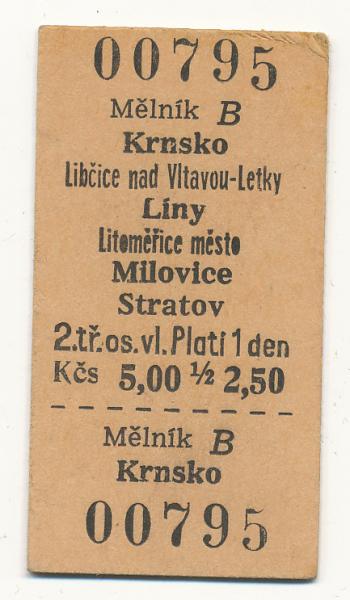 00795
Mělník B
Krnsko
Libčice nad Vltavou-Letky
Líny
Litoměřice město
Milovice
Stratov
2.tř.os.vl.Platí 1 den
Kčs 5,00 ½ 2,50
Mělník B
Krnsko
00795